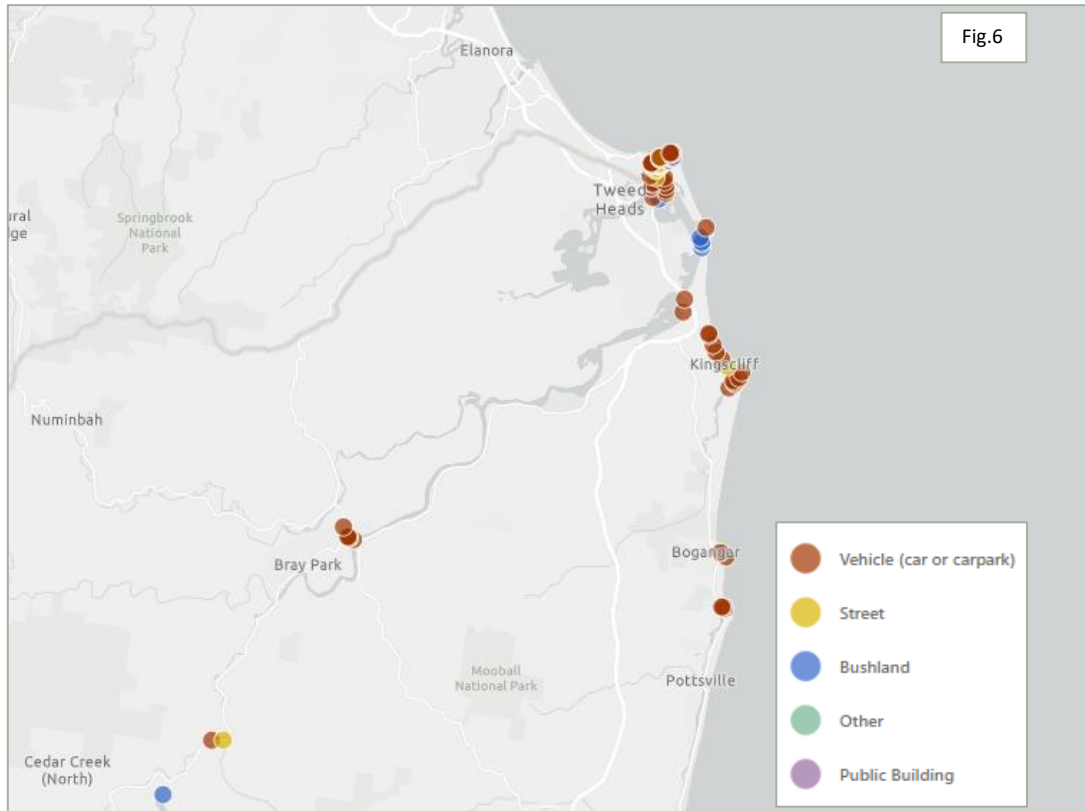 Fig.6
Elanora
Tweed
Heads
Springbrook
National
Park
ural
dge
Kingscliff
Numinbah
Bogangar
Bray Park
Vehicle (car or carpark)
Street
Bushland
Mooball
National Park
Pottsville
Other
Cedar Creek
(North)
Public Building